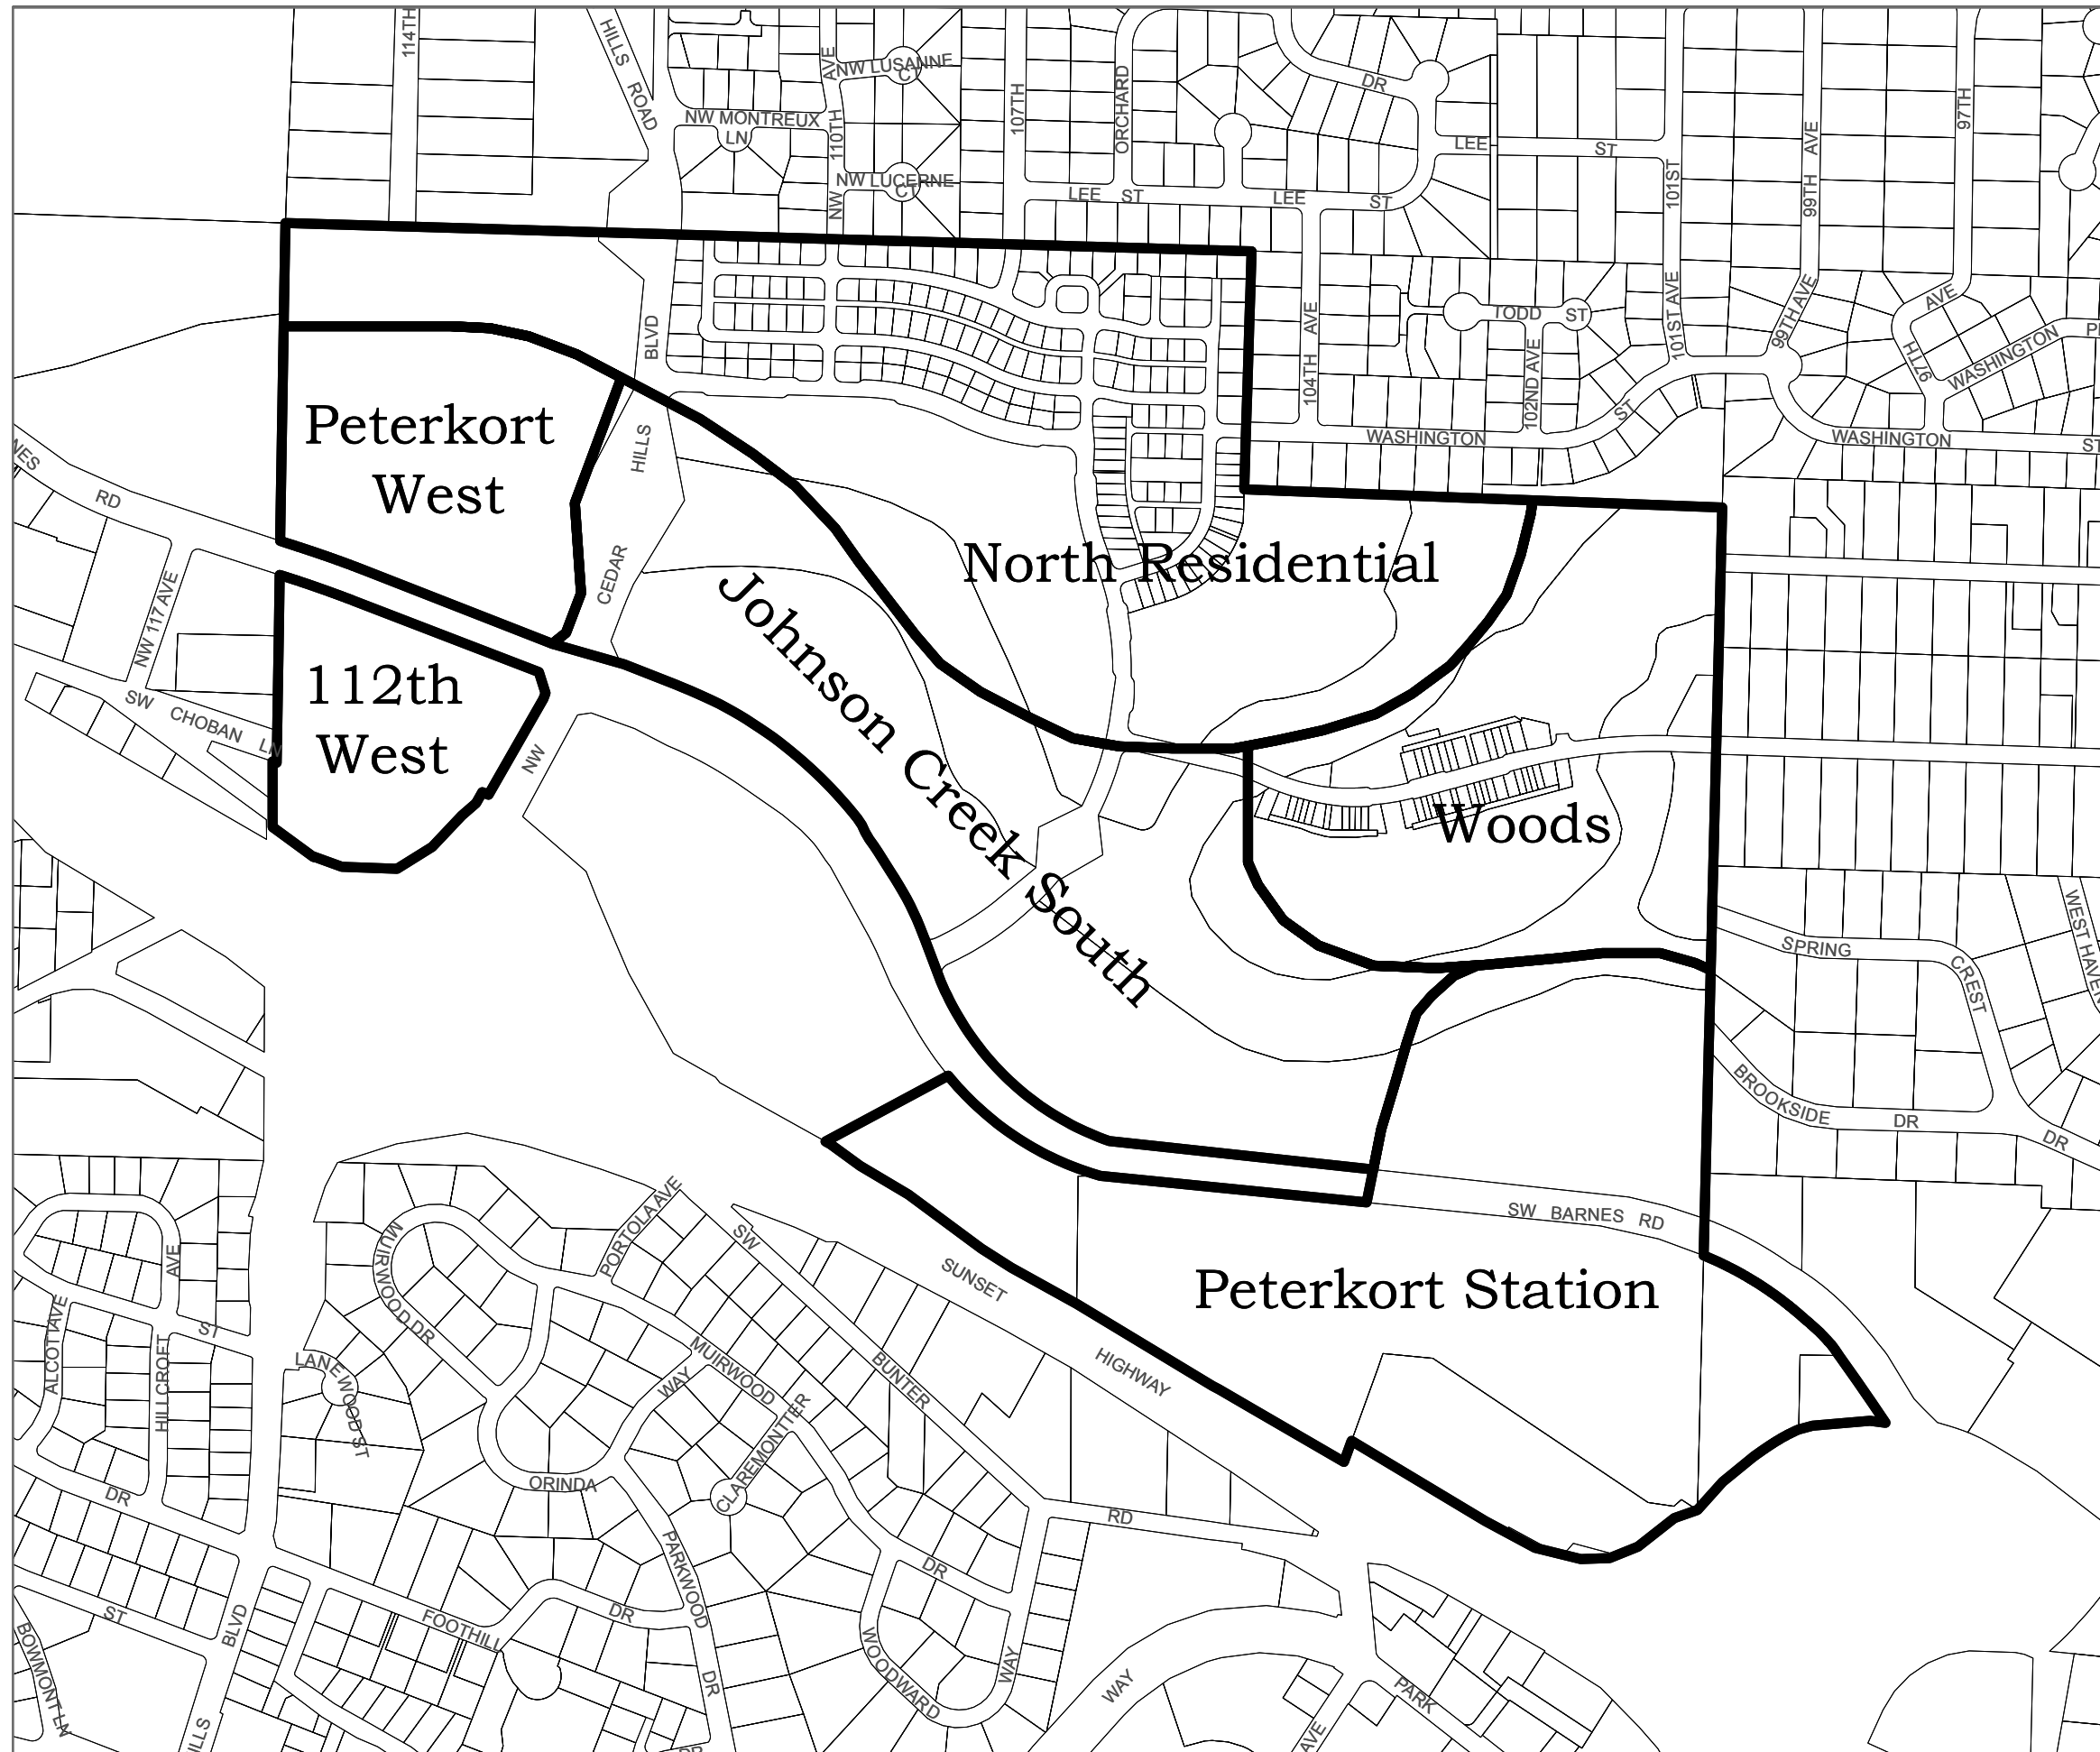 114TH
HILLS ROAD
AVE
NW LUSANNE
CT
NW MONTREUX
LN
NW 110TH
NW LUCERNE
CT
107TH
ORCHARD
DR
LEE ST
LEE ST
LEE ST
101ST
99TH AVE
97TH
BLVD
HILLS
CEDAR
104TH AVE
TODD ST
102ND AVE
101ST AVE
99TH AVE
AVE
97TH
WASHINGTON
WASHINGTON
ST
WASHINGTON
ST
Peterkort
West
RD
North Residential
NW 117 AVE
SW CHOBAN LN
112th
West
NW
Johnson Creek South
Woods
SPRING
CREST
WEST HAVEN
BROOKSIDE DR
DR
SW BARNES RD
Peterkort Station
SUNSET
HIGHWAY
PORTOLA AVE
SW
BUNTER
RD
MUIRWOOD DR
MUIRWOOD
WAY
CLAREMONT TER
ORINDA
AVE
ST
ALCOTT AVE
HILLCROFT
LANEWOOD ST
DR
ST
BLVD
BOWMONT LN
FOOTHILL
DR
PARKWOOD
DR
DR
WOODWARD
WAY
WAY
PARK
AVE